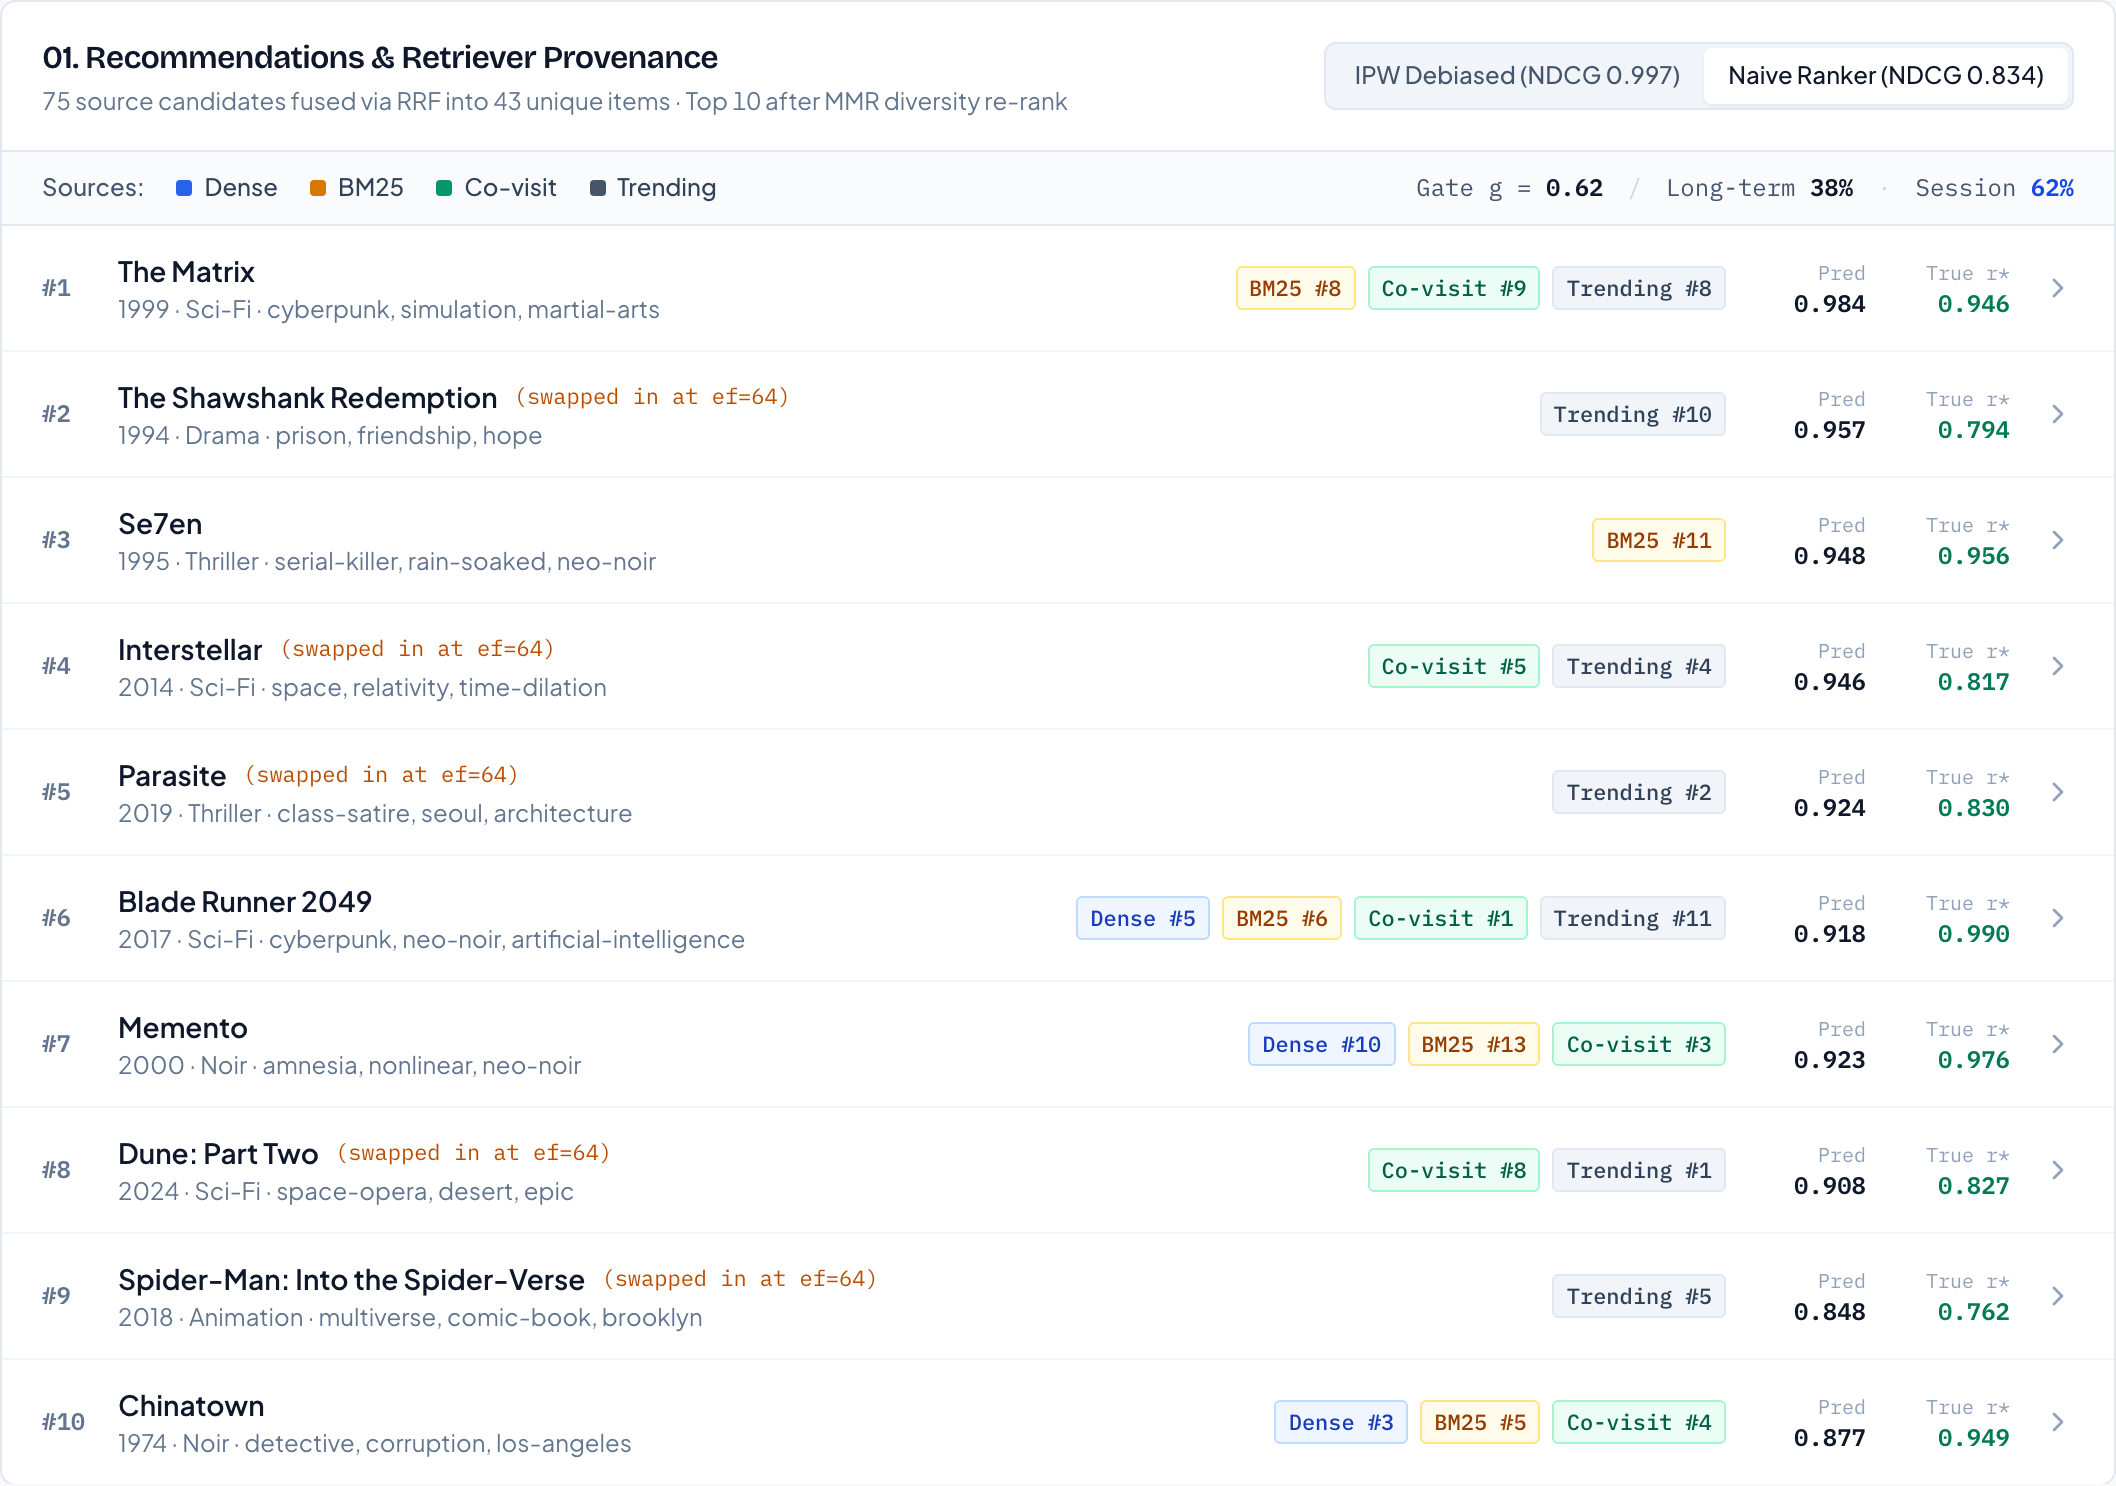 01. Recommendations & Retriever Provenance
75 source candidates fused via RRF into 43 unique items · Top 10 after MMR diversity re-rank
IPW Debiased (NDCG 0.997) Naive Ranker (NDCG 0.834)
Sources: Dense BM25 Co-visit Trending
Gate g = 0.62 / Long-term 38% · Session 62%
#1
The Matrix
1999 · Sci-Fi · cyberpunk, simulation, martial-arts
BM25 #8 Co-visit #9 Trending #8
Pred
0.984
True r*
0.946
#2
The Shawshank Redemption (swapped in at ef=64)
1994 · Drama · prison, friendship, hope
Trending #10
Pred
0.957
True r*
0.794
#3
Se7en
1995 · Thriller · serial-killer, rain-soaked, neo-noir
BM25 #11
Pred
0.948
True r*
0.956
#4
Interstellar (swapped in at ef=64)
2014 · Sci-Fi · space, relativity, time-dilation
Co-visit #5 Trending #4
Pred
0.946
True r*
0.817
#5
Parasite (swapped in at ef=64)
2019 · Thriller · class-satire, seoul, architecture
Trending #2
Pred
0.924
True r*
0.830
#6
Blade Runner 2049
2017 · Sci-Fi · cyberpunk, neo-noir, artificial-intelligence
Dense #5 BM25 #6 Co-visit #1 Trending #11
Pred
0.918
True r*
0.990
#7
Memento
2000 · Noir · amnesia, nonlinear, neo-noir
Dense #10 BM25 #13 Co-visit #3
Pred
0.923
True r*
0.976
#8
Dune: Part Two (swapped in at ef=64)
2024 · Sci-Fi · space-opera, desert, epic
Co-visit #8 Trending #1
Pred
0.908
True r*
0.827
#9
Spider-Man: Into the Spider-Verse (swapped in at ef=64)
2018 · Animation · multiverse, comic-book, brooklyn
Trending #5
Pred
0.848
True r*
0.762
#10
Chinatown
1974 · Noir · detective, corruption, los-angeles
Dense #3 BM25 #5 Co-visit #4
Pred
0.877
True r*
0.949